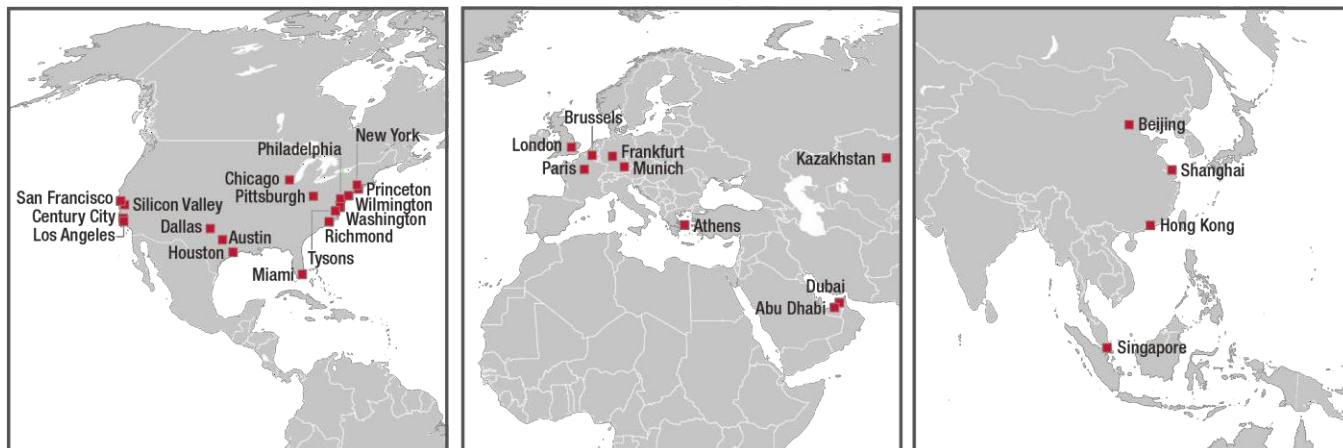 New York
Philadelphia
Chicago
Pittsburgh
Princeton
Wilmington
Washington
Richmond
Tysons
San Francisco
Silicon Valley
Century City
Los Angeles
Dallas
Austin
Houston
Miami
Brussels
London
Frankfurt
Paris
Munich
Kazakhstan
Athens
Dubai
Abu Dhabi
Beijing
Shanghai
Hong Kong
Singapore